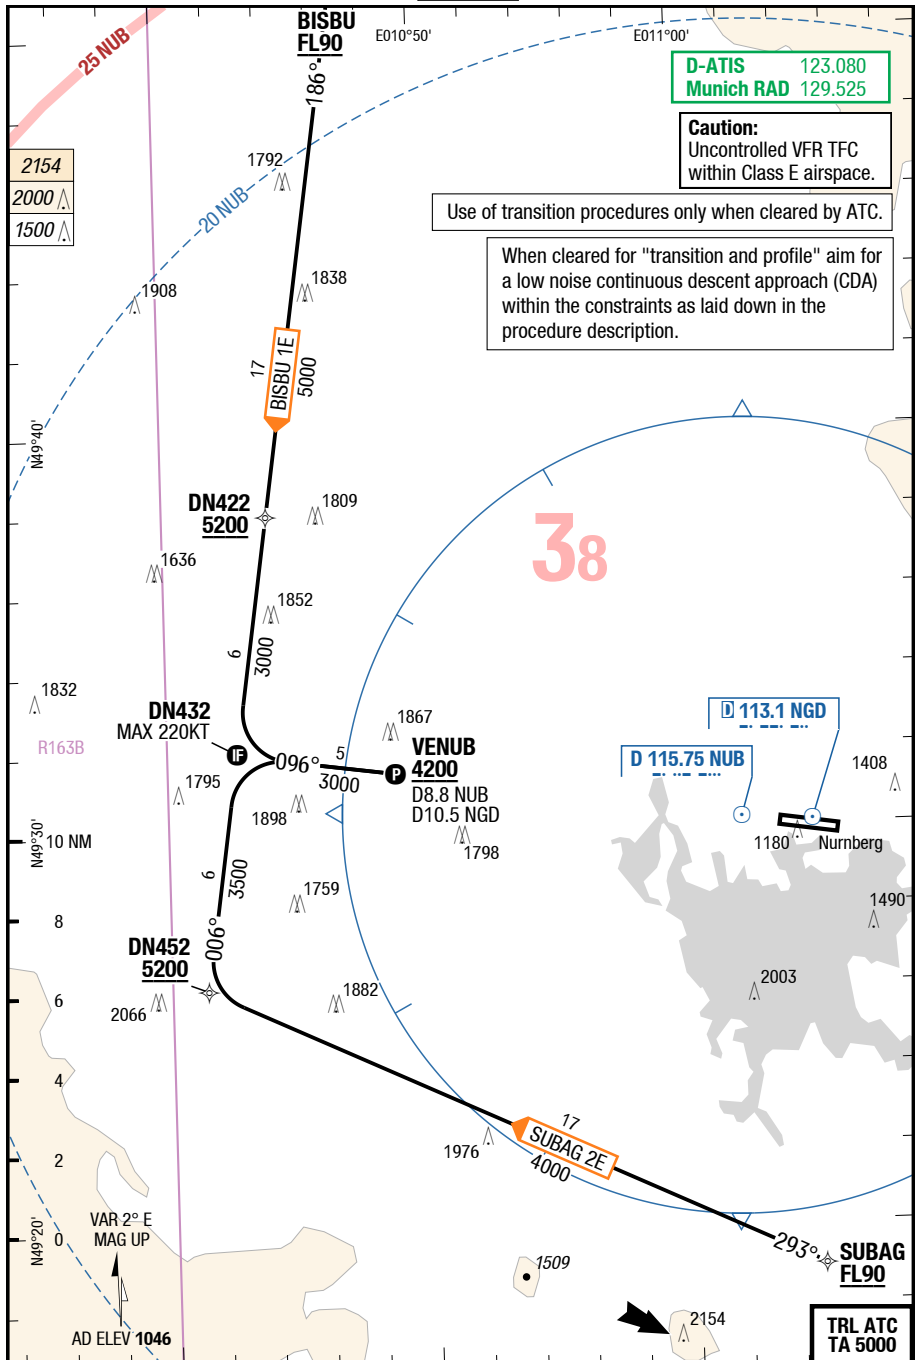 BISBU
FL90
186°
E010°50'
E011°00'
25 NUB
D-ATIS 123.080
Munich RAD 129.525
Caution:
Uncontrolled VFR TFC
within Class E airspace.
2154
2000
1500
1792
20 NUB
Use of transition procedures only when cleared by ATC.
When cleared for "transition and profile" aim for
a low noise continuous descent approach (CDA)
within the constraints as laid down in the
procedure description.
1838
1908
17
BISBU 1E
5000
N49°40'
DN422
5200
1809
38
1636
1852
6
3000
1832
DN432
MAX 220KT
R163B
IF
096°
5
3000
1867
P
VENUB
4200
D8.8 NUB
D10.5 NGD
D 113.1 NGD
D 115.75 NUB
1408
1795
1898
1798
1180
Nurnberg
N49°30'
10 NM
6
3500
1759
1490
8
006°
DN452
5200
2003
6
2066
1882
4
17
SUBAG 2E
4000
1976
2
VAR 2° E
MAG UP
N49°20'
0
293°
SUBAG
FL90
1509
2154
AD ELEV 1046
TRL ATC
TA 5000